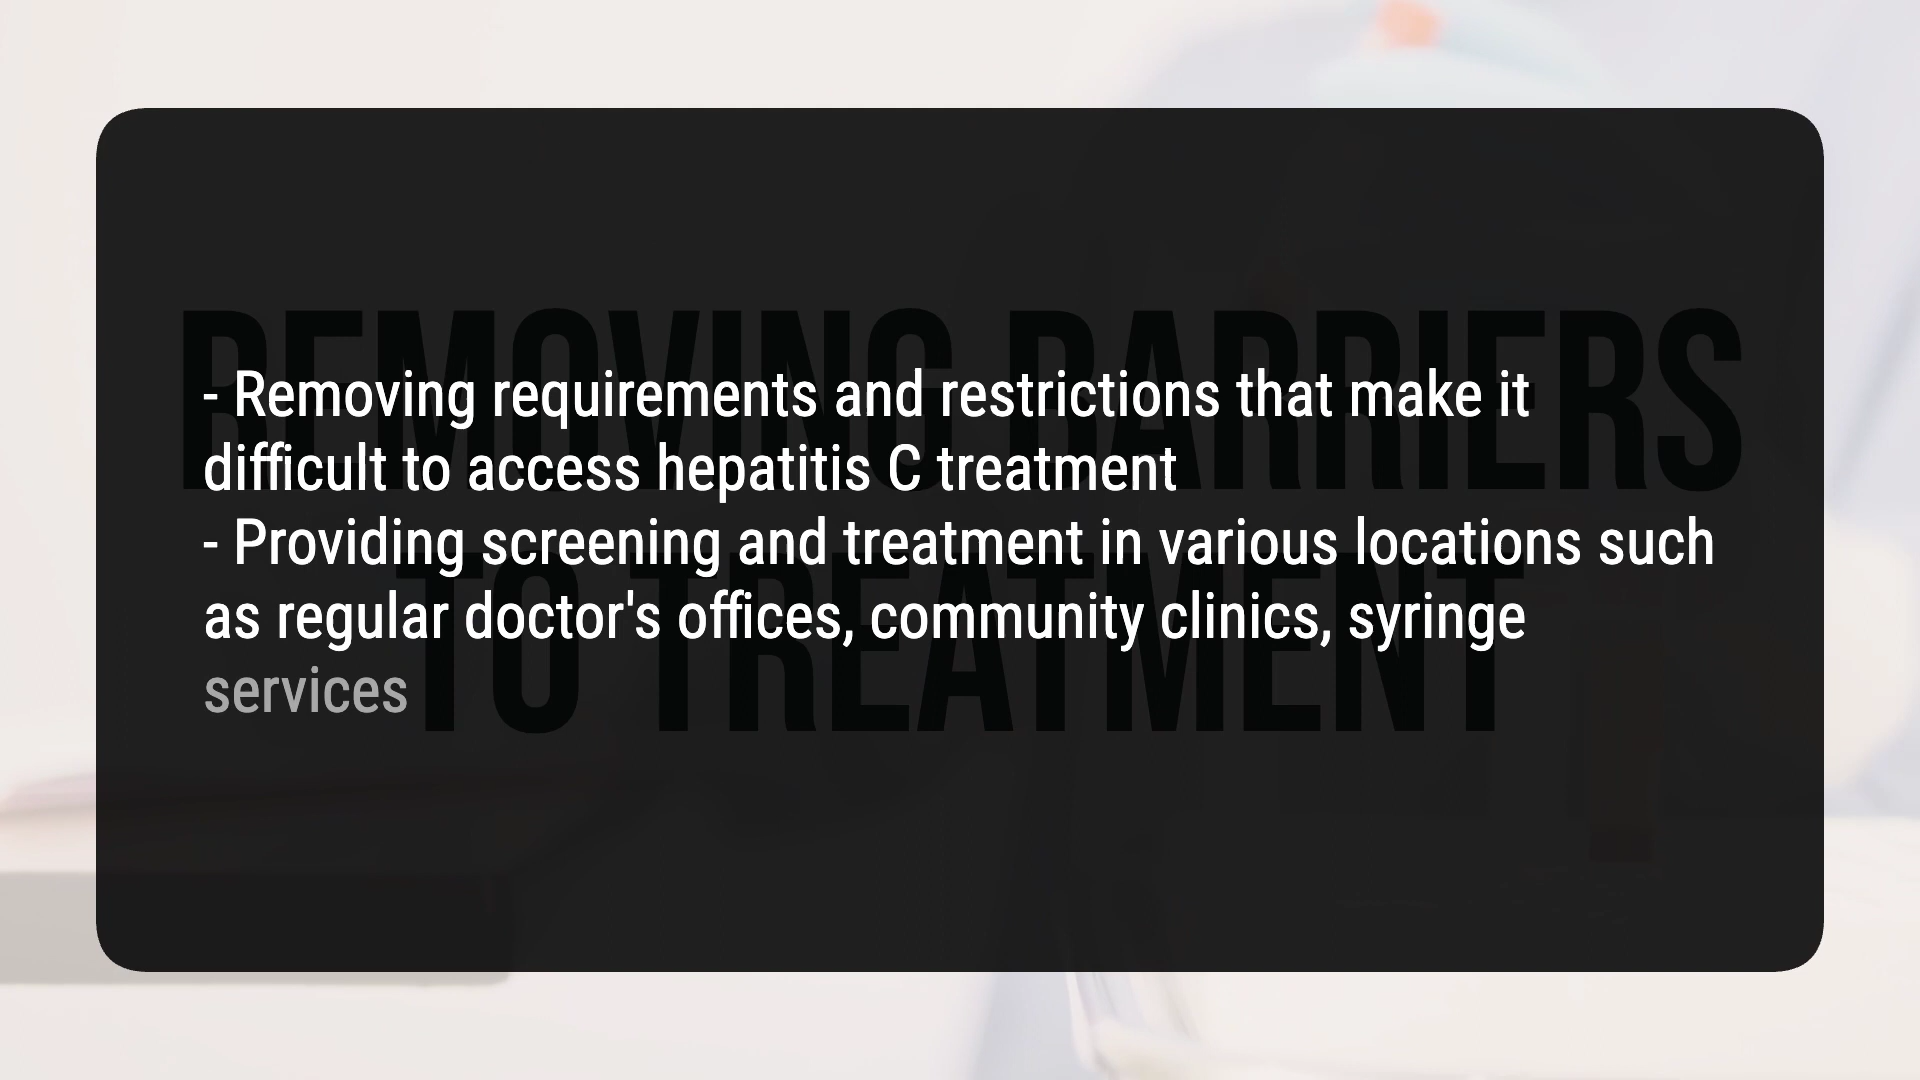 REMOVING BARRIERS
TO TREATMENT
- Removing requirements and restrictions that make it
difficult to access hepatitis C treatment
- Providing screening and treatment in various locations such
as regular doctor's offices, community clinics, syringe
services